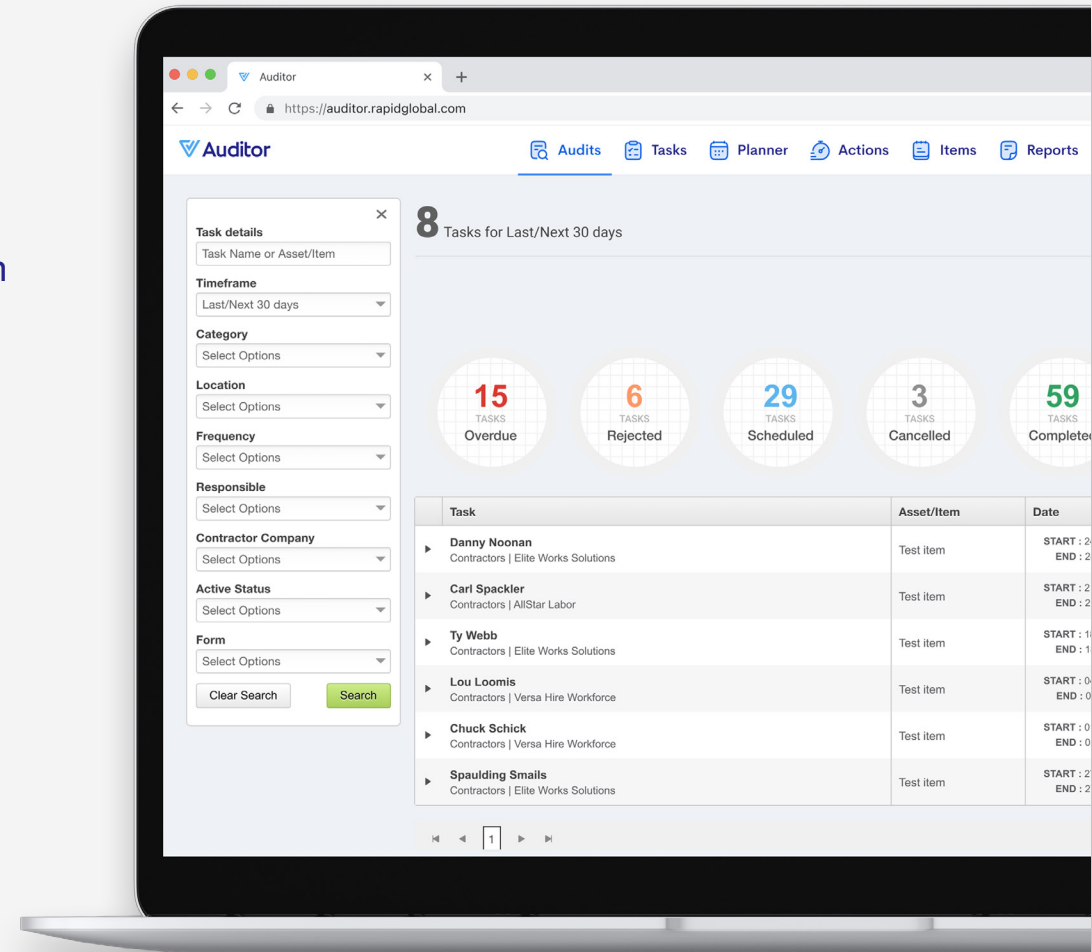 Auditor
https://auditor.rapidglobal.com
Auditor
Audits
Tasks
Planner
Actions
Items
Reports
Task details
Task Name or Asset/Item
Timeframe
Last/Next 30 days
Category
Select Options
Location
Select Options
Frequency
Select Options
Responsible
Select Options
Contractor Company
Select Options
Active Status
Select Options
Form
Select Options
Clear Search
Search
8 Tasks for Last/Next 30 days
15
TASKS
Overdue
6
TASKS
Rejected
29
TASKS
Scheduled
3
TASKS
Cancelled
59
TASKS
Task
Asset/Item
Date
Danny Noonan
Contractors | Elite Works Solutions
Test item
START :
END :
Carl Spackler
Contractors | AllStar Labor
Test item
START :
END :
Ty Webb
Contractors | Elite Works Solutions
Test item
START :
END :
Lou Loomis
Contractors | Versa Hire Workforce
Test item
START :
END :
Chuck Schick
Contractors | Versa Hire Workforce
Test item
START :
END :
Spaulding Smails
Contractors | Elite Works Solutions
Test item
START :
END :
1